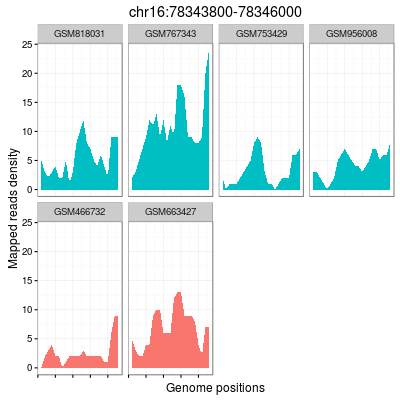 chr16:78343800-78346000
GSM818031 GSM767343 GSM753429 GSM956008
25
20
15
10
5
0
GSM466732 GSM663427
25
20
15
10
5
0
Mapped reads density
Genome positions